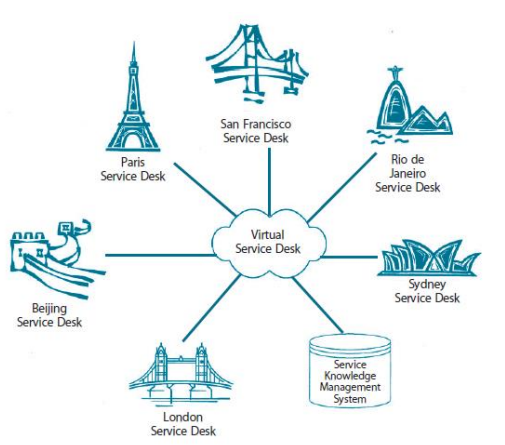 San Francisco
Service Desk
Paris
Service Desk
Rio de
Janeiro
Service Desk
Virtual
Service Desk
Beijing
Service Desk
Sydney
Service Desk
London
Service Desk
Service
Knowledge
Management
System